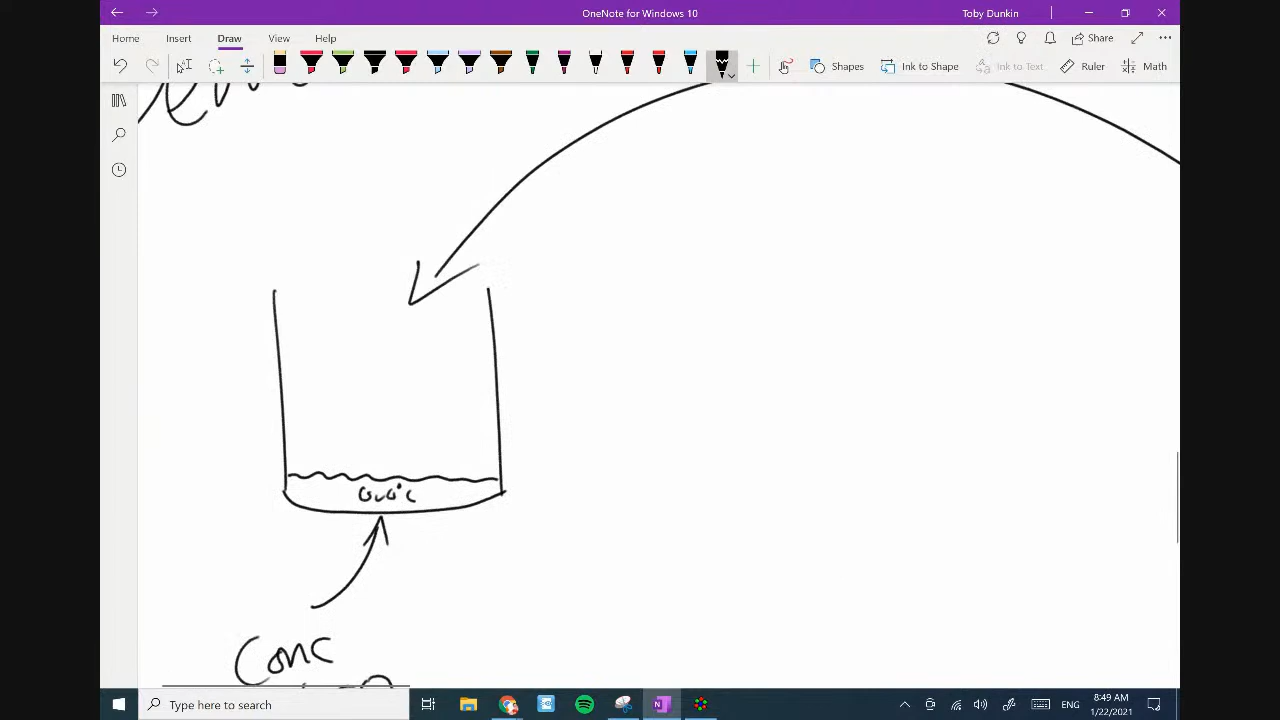 OneNote for Windows 10
Toby Dunkin
Home Insert Draw View Help
Share
Shapes Ink to Shape Ink to Text Ruler Math
Conc
Type here to search
ENG
8:49 AM
1/22/2021